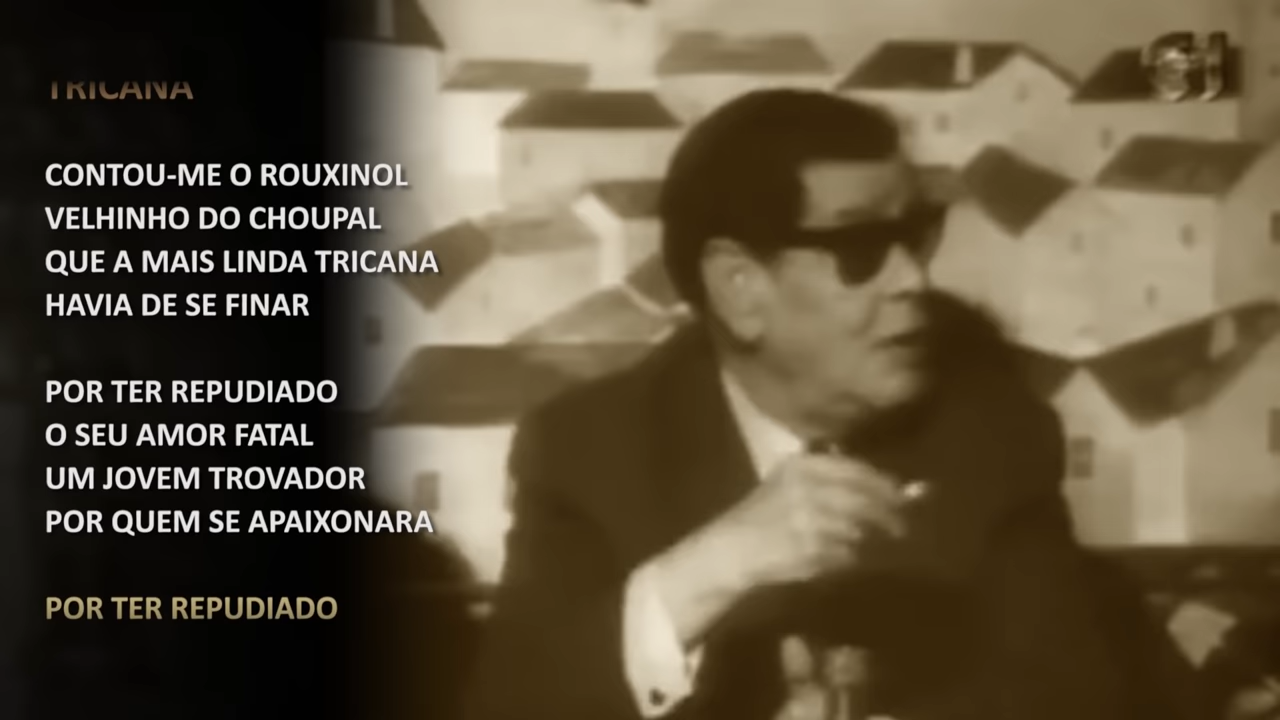 TRICANA
CONTOU-ME O ROUXINOL
VELHINHO DO CHOUPAL
QUE A MAIS LINDA TRICANA
HAVIA DE SE FINAR
POR TER REPUDIADO
O SEU AMOR FATAL
UM JOVEM TROVADOR
POR QUEM SE APAIXONARA
POR TER REPUDIADO